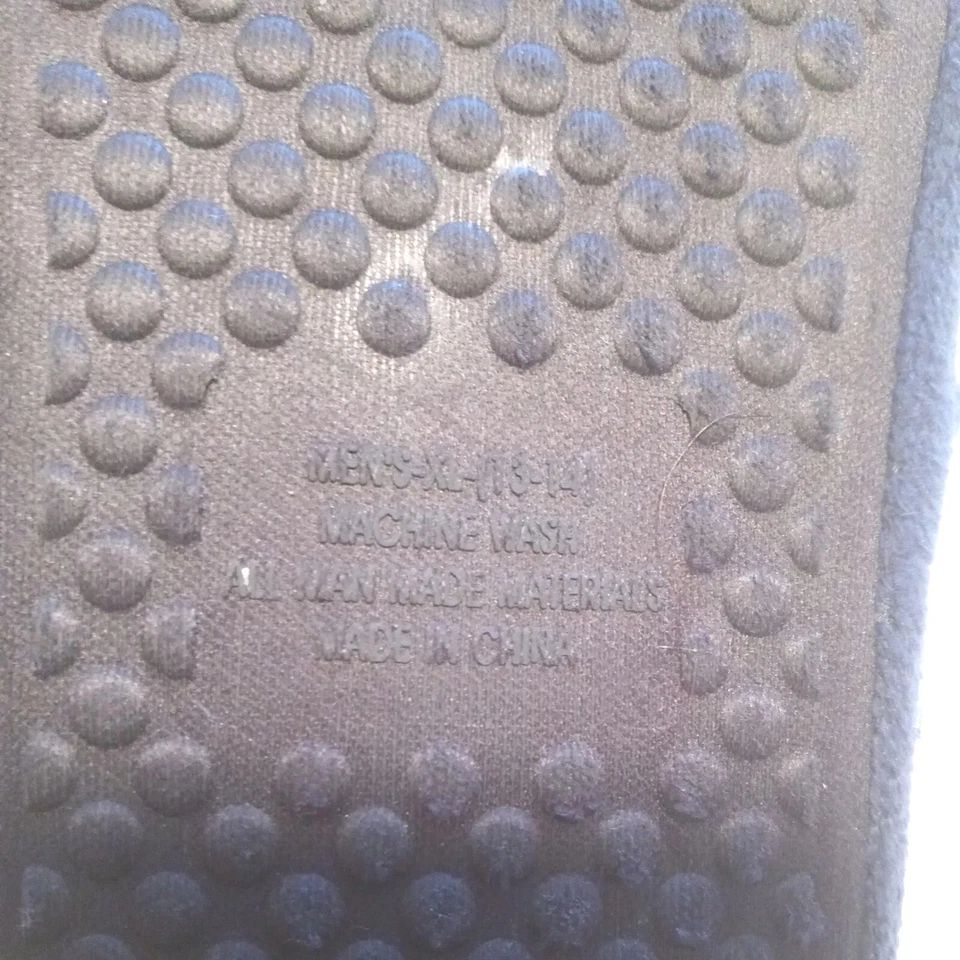 MEN'S-XL-(13-14)
MACHINE WASH
ALL MAN MADE MATERIALS
MADE IN CHINA